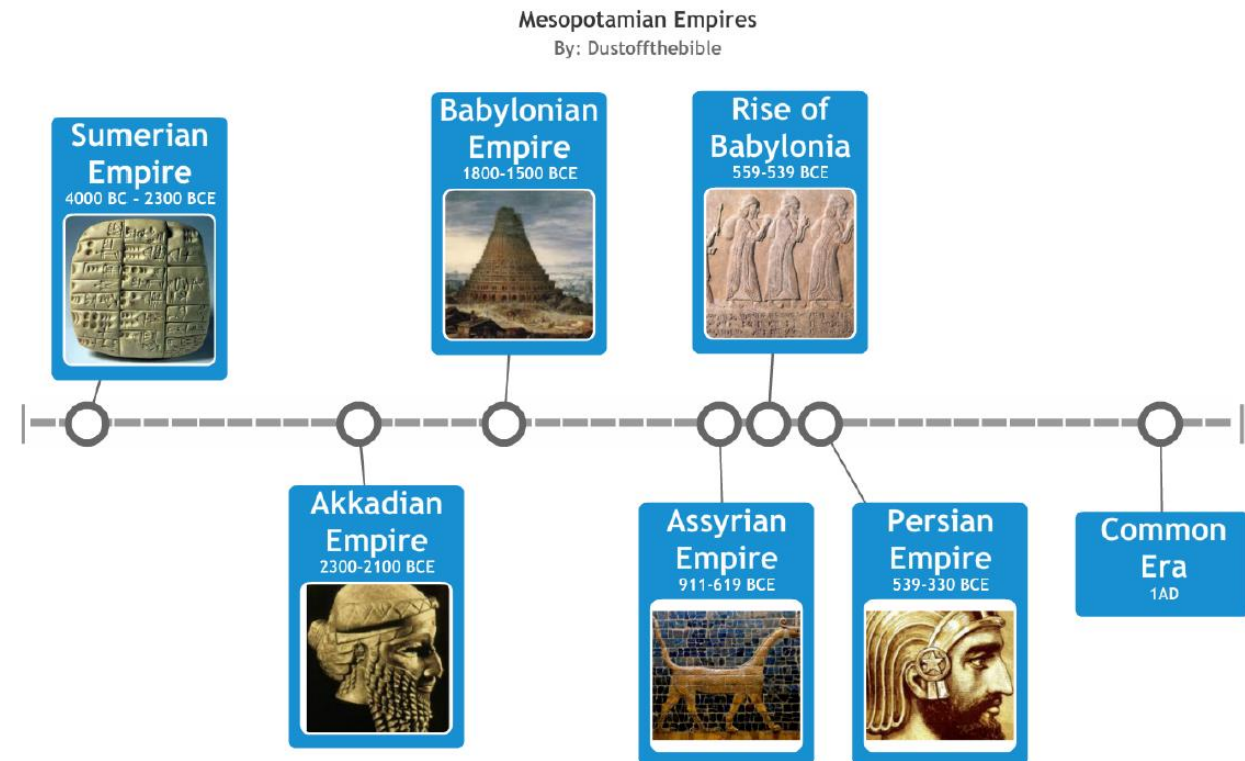 Mesopotamian Empires
By: Dustoffthebible
Sumerian
Empire
4000 BC - 2300 BCE
Babylonian
Empire
1800-1500 BCE
Rise of
Babylonia
559-539 BCE
Akkadian
Empire
2300-2100 BCE
Assyrian
Empire
911-619 BCE
Persian
Empire
539-330 BCE
Common
Era
1AD